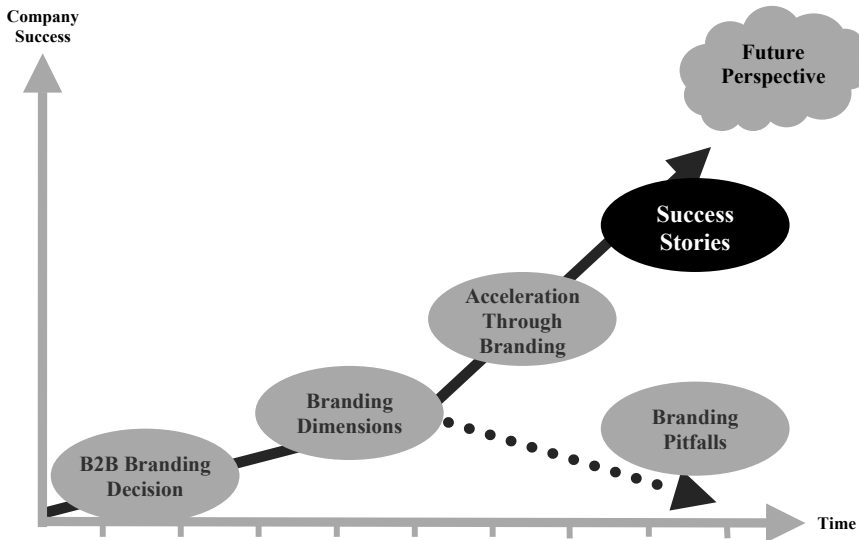 Company
Success
Future
Perspective
Success
Stories
Acceleration
Through
Branding
Branding
Dimensions
Branding
Pitfalls
B2B Branding
Decision
Time